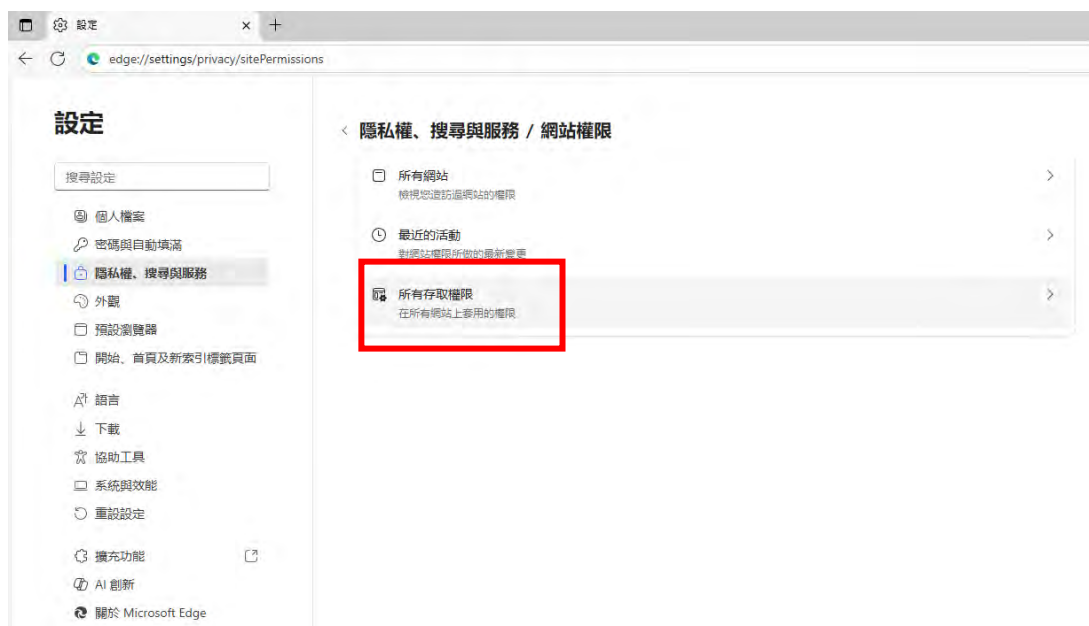 設定
edge://settings/privacy/sitePermissions
設定
隱私權、搜尋與服務 / 網站權限
搜尋設定
所有網站
檢視您造訪過網站的權限
個人檔案
密碼與自動填滿
最近的活動
對網站權限所做的最新變更
隱私權、搜尋與服務
外觀
所有存取權限
在所有網站上套用的權限
預設瀏覽器
開始、首頁及新索引標籤頁面
語言
下載
協助工具
系統與效能
重設設定
擴充功能
AI 創新
關於 Microsoft Edge